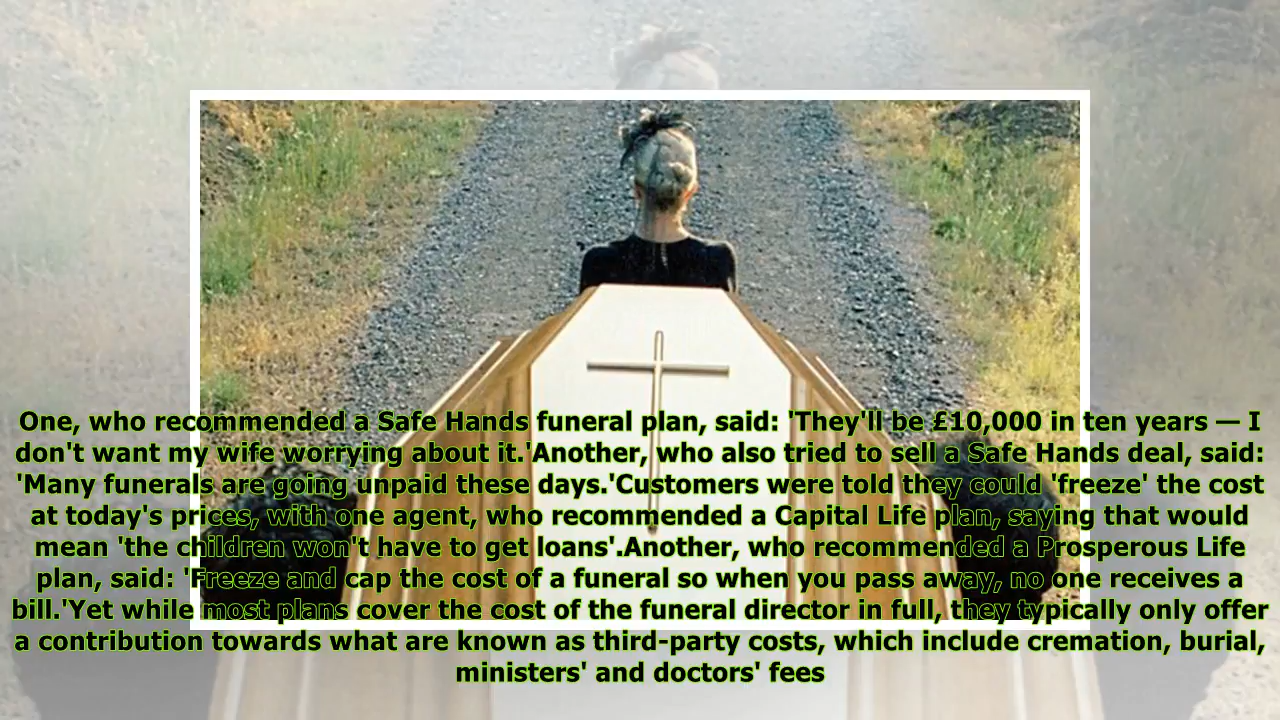 One, who recommended a Safe Hands funeral plan, said: 'They'll be £10,000 in ten years — I
don't want my wife worrying about it.'Another, who also tried to sell a Safe Hands deal, said:
'Many funerals are going unpaid these days.'Customers were told they could 'freeze' the cost
at today's prices, with one agent, who recommended a Capital Life plan, saying that would
mean 'the children won't have to get loans'.Another, who recommended a Prosperous Life
plan, said: 'Freeze and cap the cost of a funeral so when you pass away, no one receives a
bill.'Yet while most plans cover the cost of the funeral director in full, they typically only offer
a contribution towards what are known as third-party costs, which include cremation, burial,
ministers' and doctors' fees